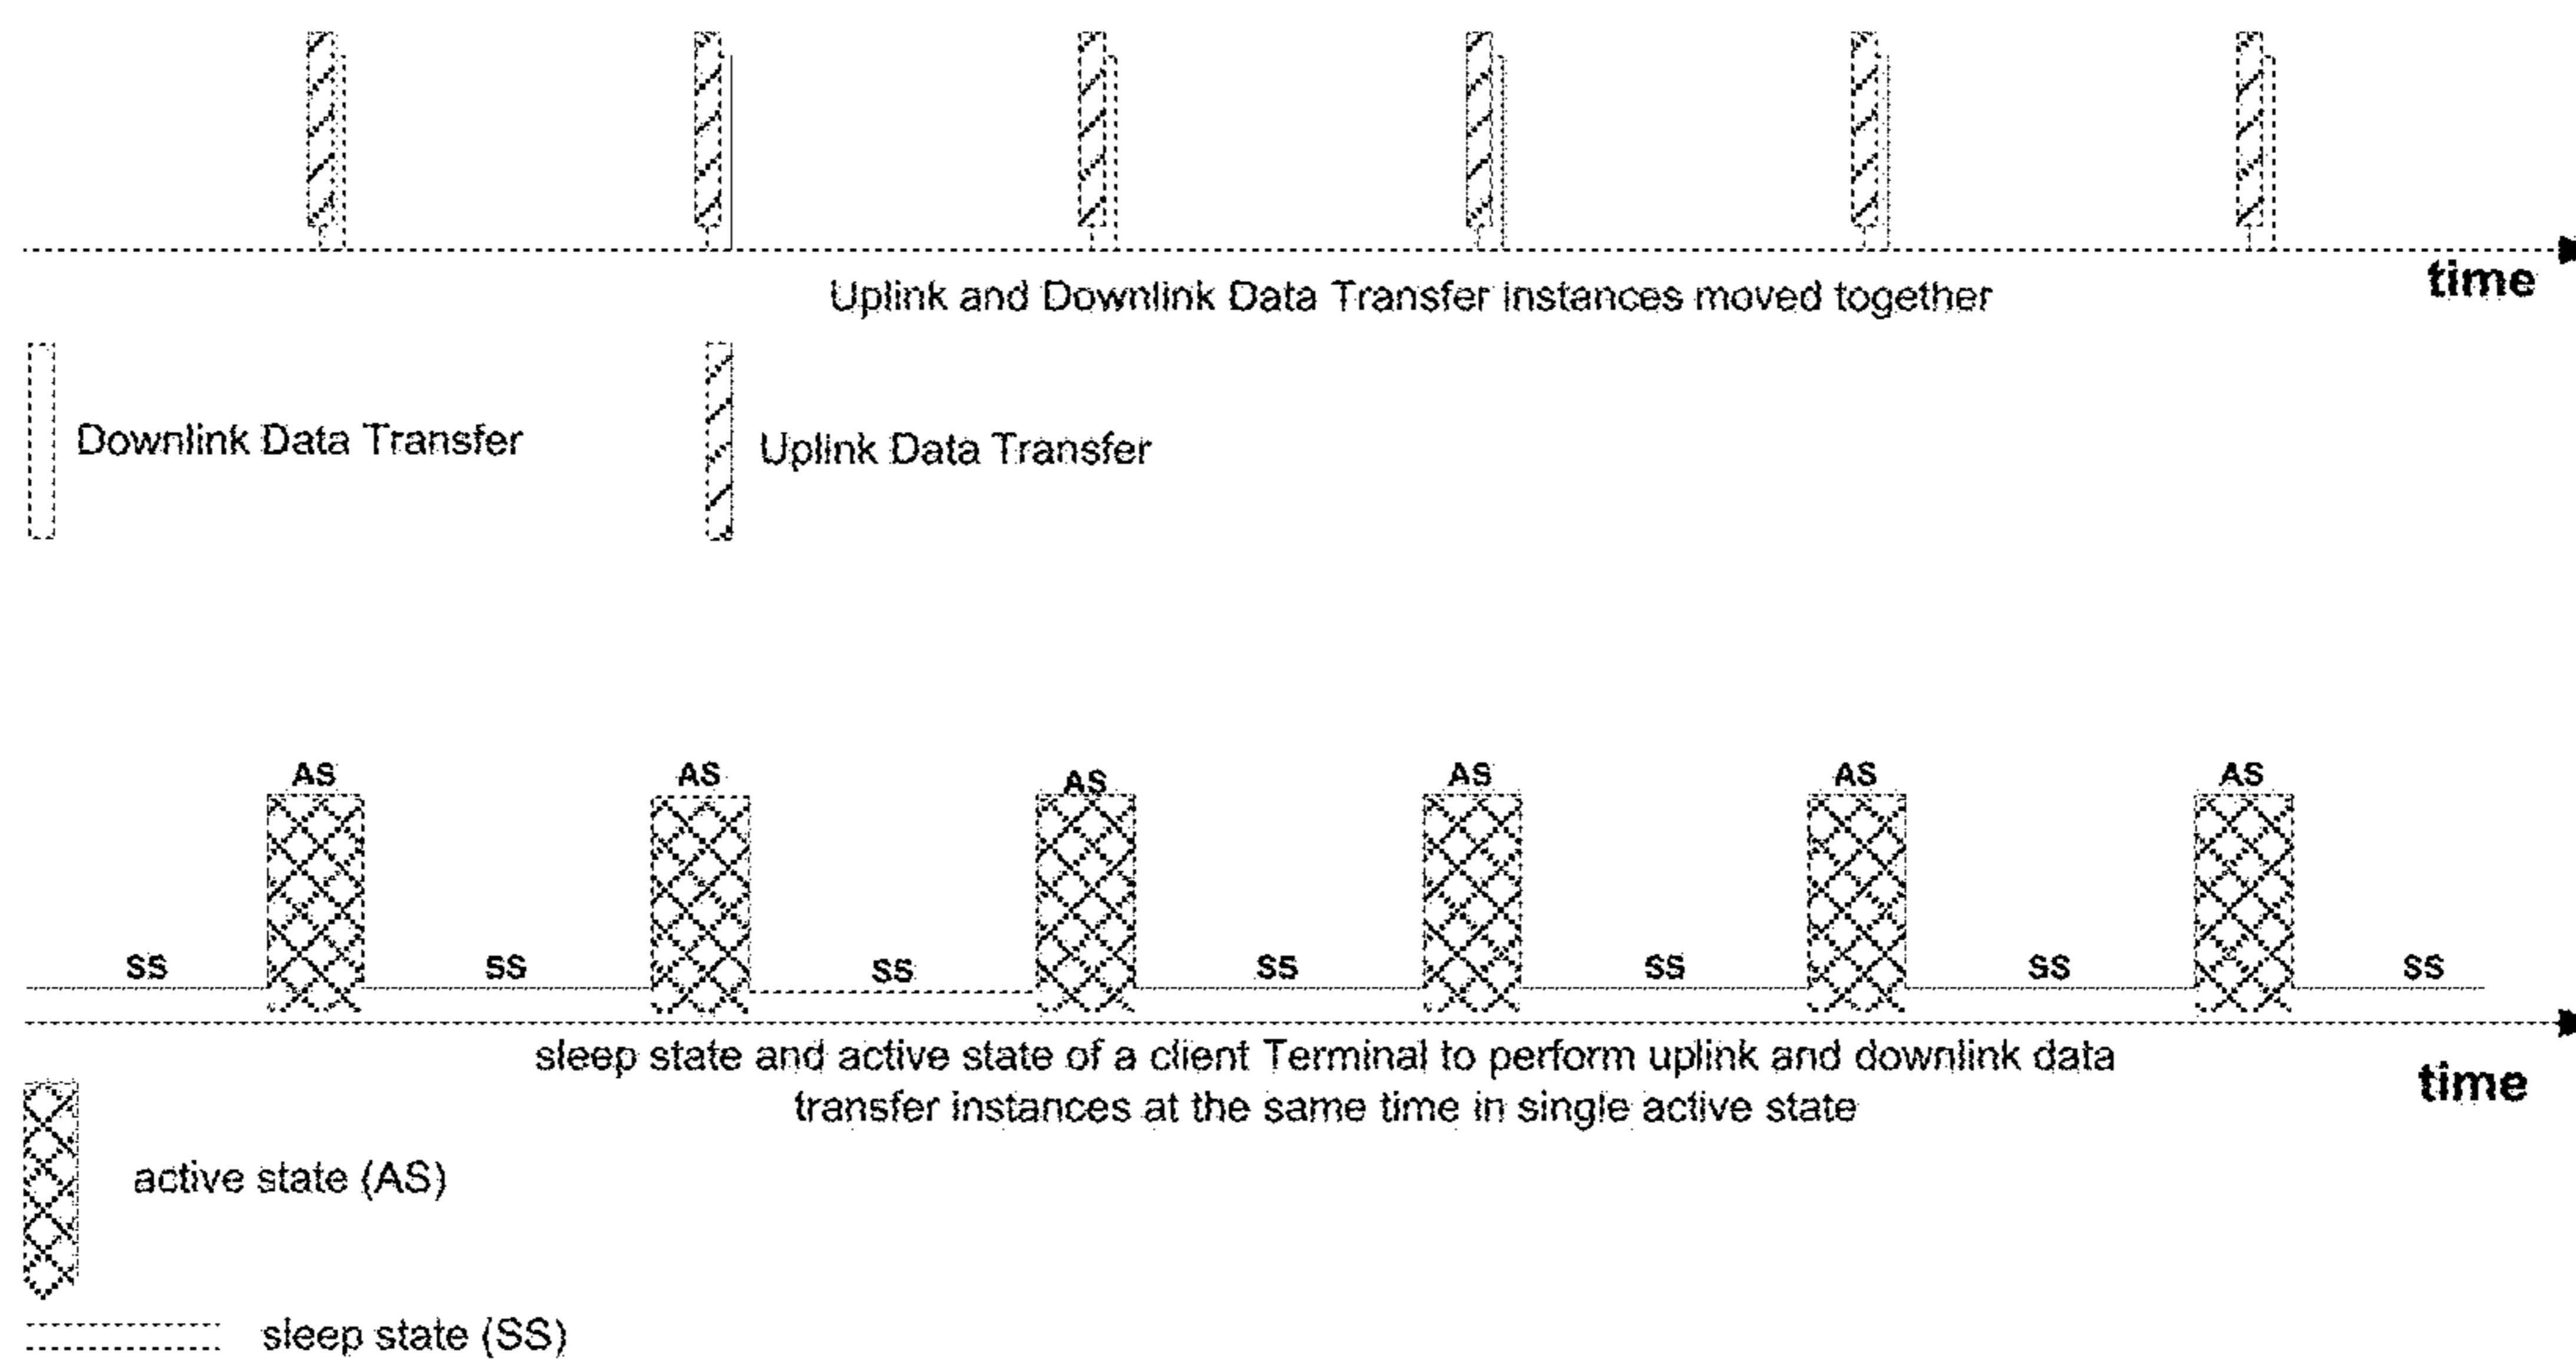 time
Uplink and Downlink Data Transfer instances moved together
Downlink Data Transfer
Uplink Data Transfer
AS AS AS AS AS AS
SS SS SS SS SS SS SS
sleep state and active state of a client Terminal to perform uplink and downlink data
transfer instances at the same time in single active state
time
active state (AS)
sleep state (SS)